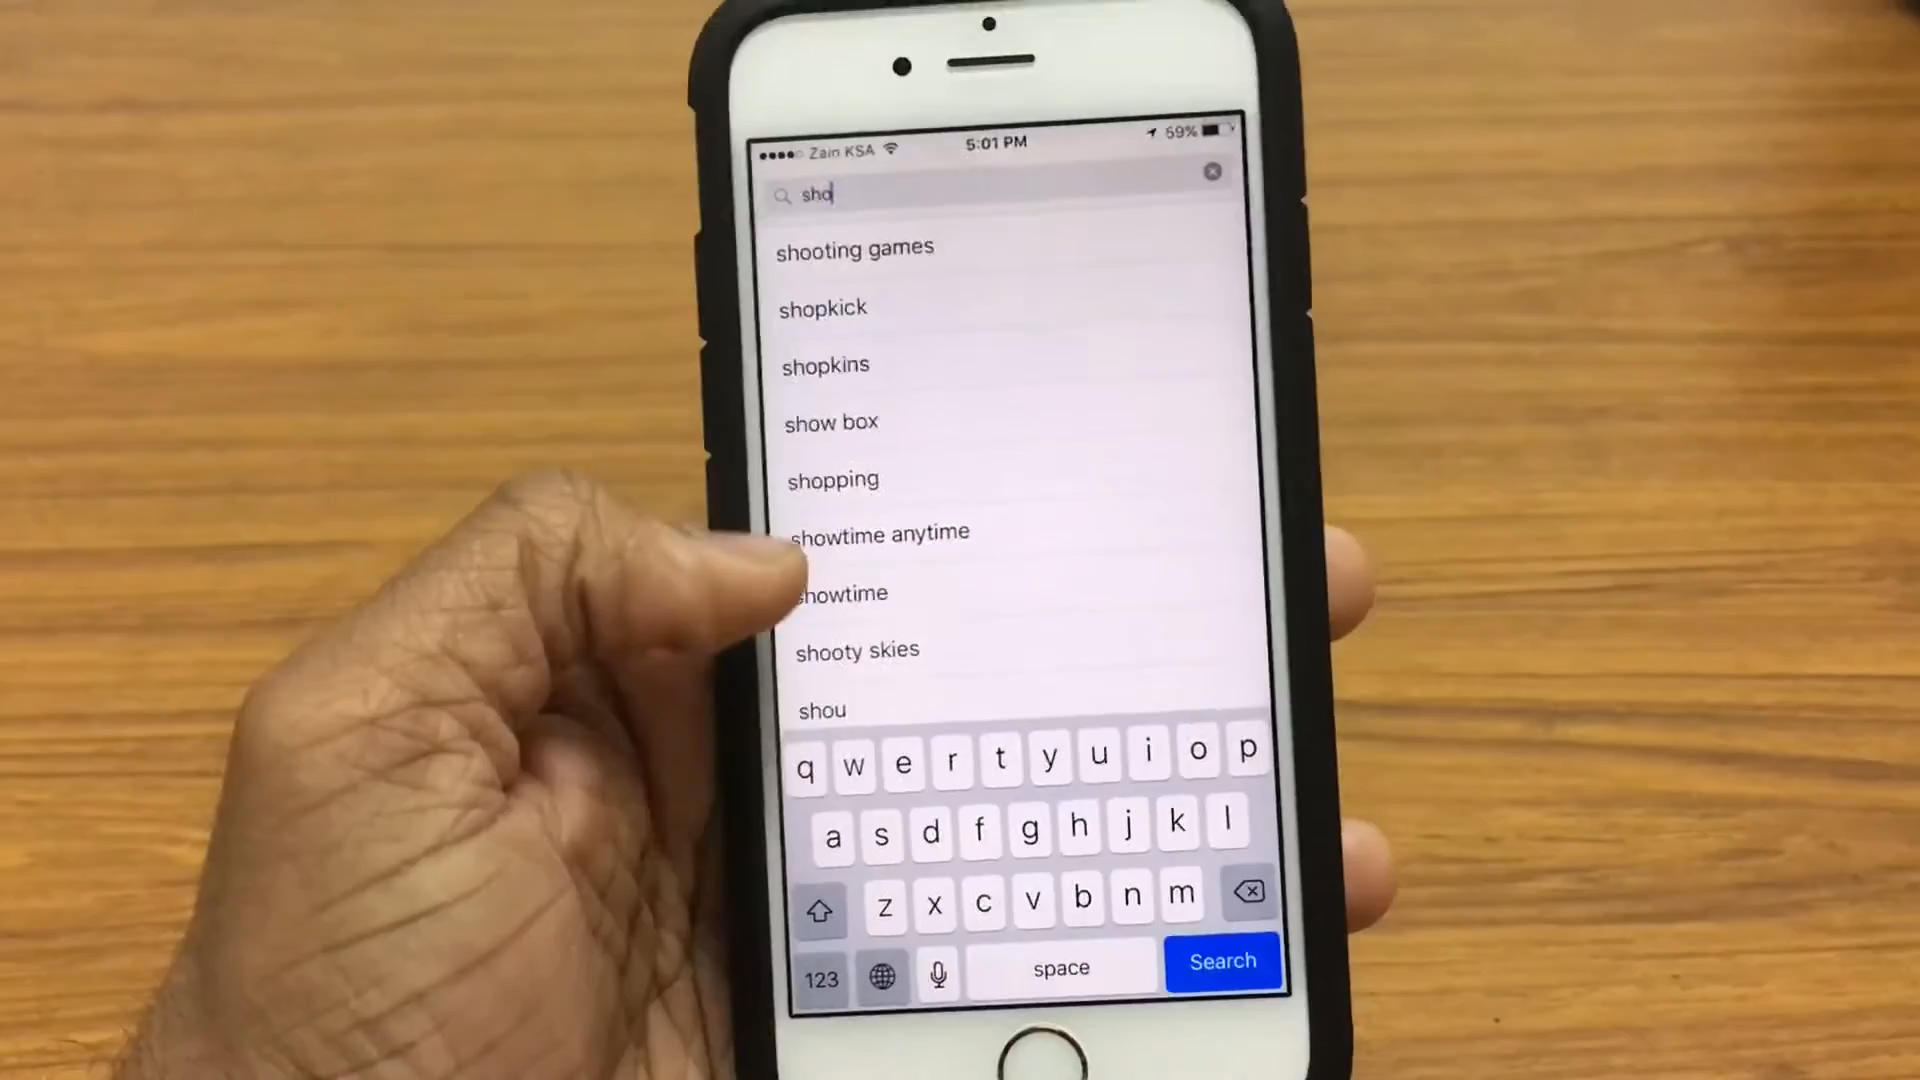 Zain KSA 5:01 PM 59%
sho
shooting games
shopkick
shopkins
show box
shopping
showtime anytime
showtime
shooty skies
shou
q w e r t y u i o p
a s d f g h j k l
z x c v b n m
123 space Search